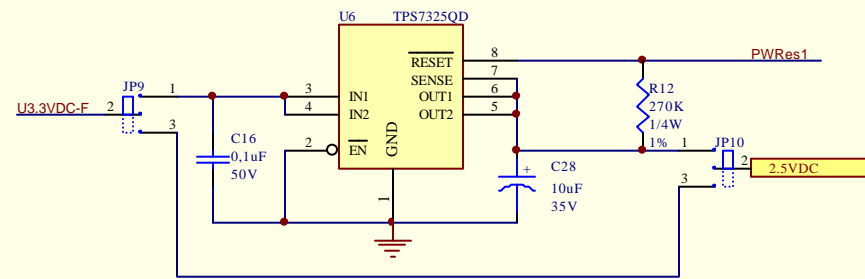 U6 TPS7325QD
RESET 8 PWRes1
SENSE 7
JP9 1 3 IN1 OUT1 6 R12
U3.3VDC-F 2 4 IN2 OUT2 5 270K
3 C16 2 EN GND 1/4W JP10
0,1uF 1% 1 2 2.5VDC
50V C28 3
1 + 10uF
35V